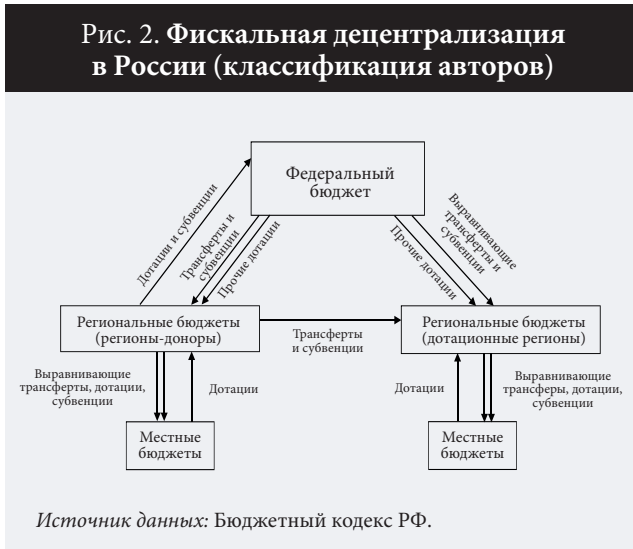 Рис. 2. Фискальная децентрализация
в России (классификация авторов)
Федеральный
бюджет
Дотации и субвенции
Трансферты и
субвенции
Прочие дотации
Прочие дотации
Выравнивающие
трансферты и
субвенции
Региональные бюджеты
(регионы-доноры)
Трансферты
и субвенции
Региональные бюджеты
(дотационные регионы)
Выравнивающие
трансферты, дотации,
субвенции
Дотации
Дотации
Выравнивающие
трансферы, дотации,
субвенции
Местные
бюджеты
Местные
бюджеты
Источник данных: Бюджетный кодекс РФ.